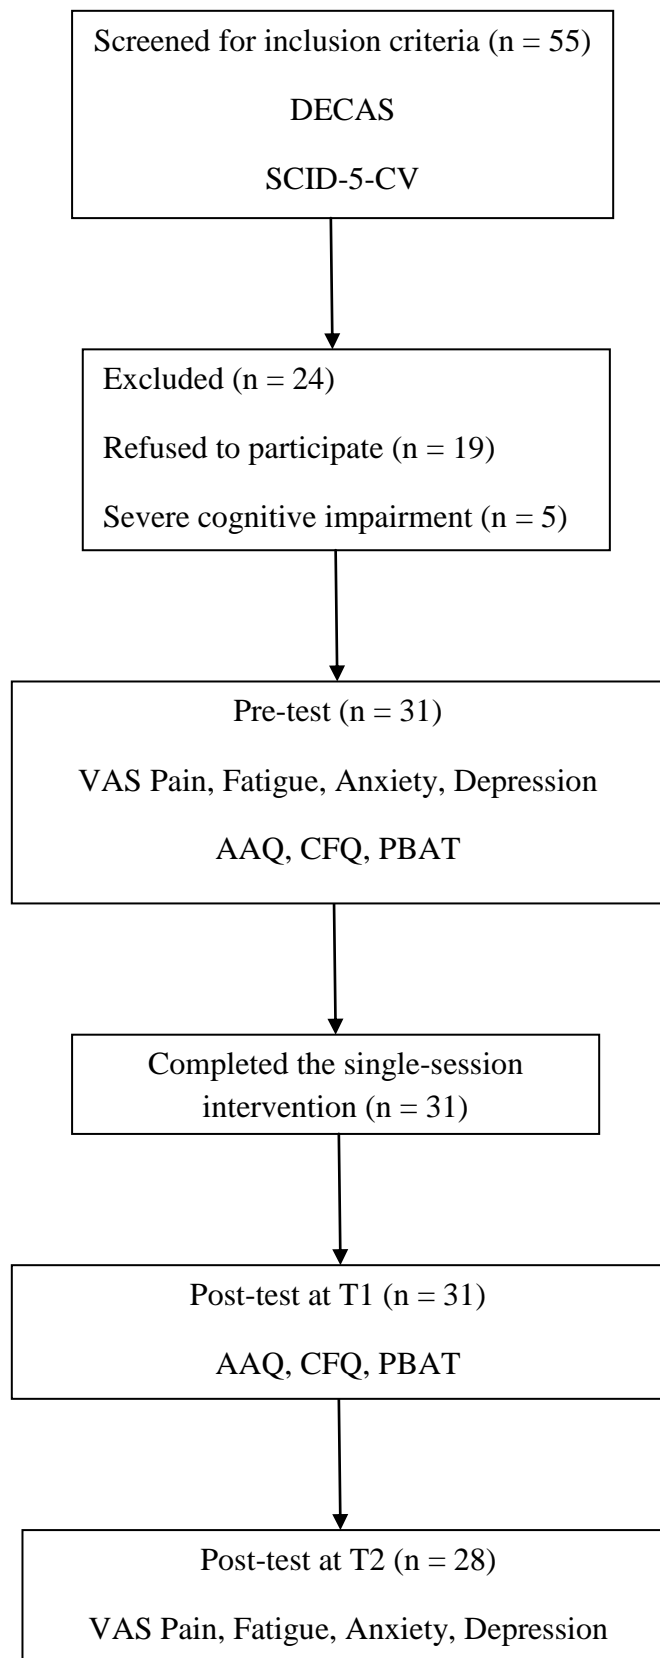 Screened for inclusion criteria (n = 55)
DECAS
SCID-5-CV
Excluded (n = 24)
Refused to participate (n = 19)
Severe cognitive impairment (n = 5)
Pre-test (n = 31)
VAS Pain, Fatigue, Anxiety, Depression
AAQ, CFQ, PBAT
Completed the single-session
intervention (n = 31)
Post-test at T1 (n = 31)
AAQ, CFQ, PBAT
Post-test at T2 (n = 28)
VAS Pain, Fatigue, Anxiety, Depression